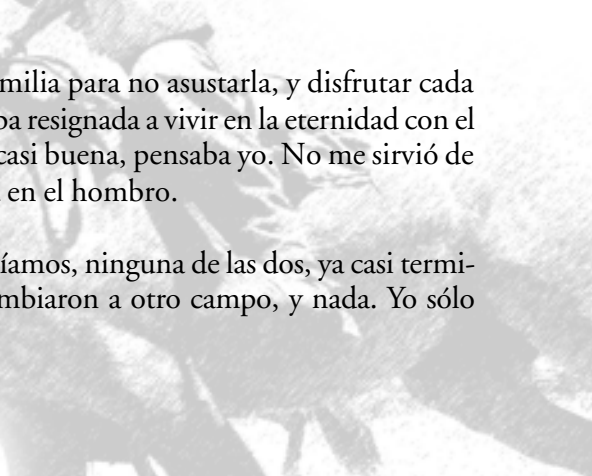 milia para no asustarla, y disfrutar cada
ba resignada a vivir en la eternidad con el
casi buena, pensaba yo. No me sirvió de
en el hombro.
íamos, ninguna de las dos, ya casi termi-
mbiaron a otro campo, y nada. Yo sólo